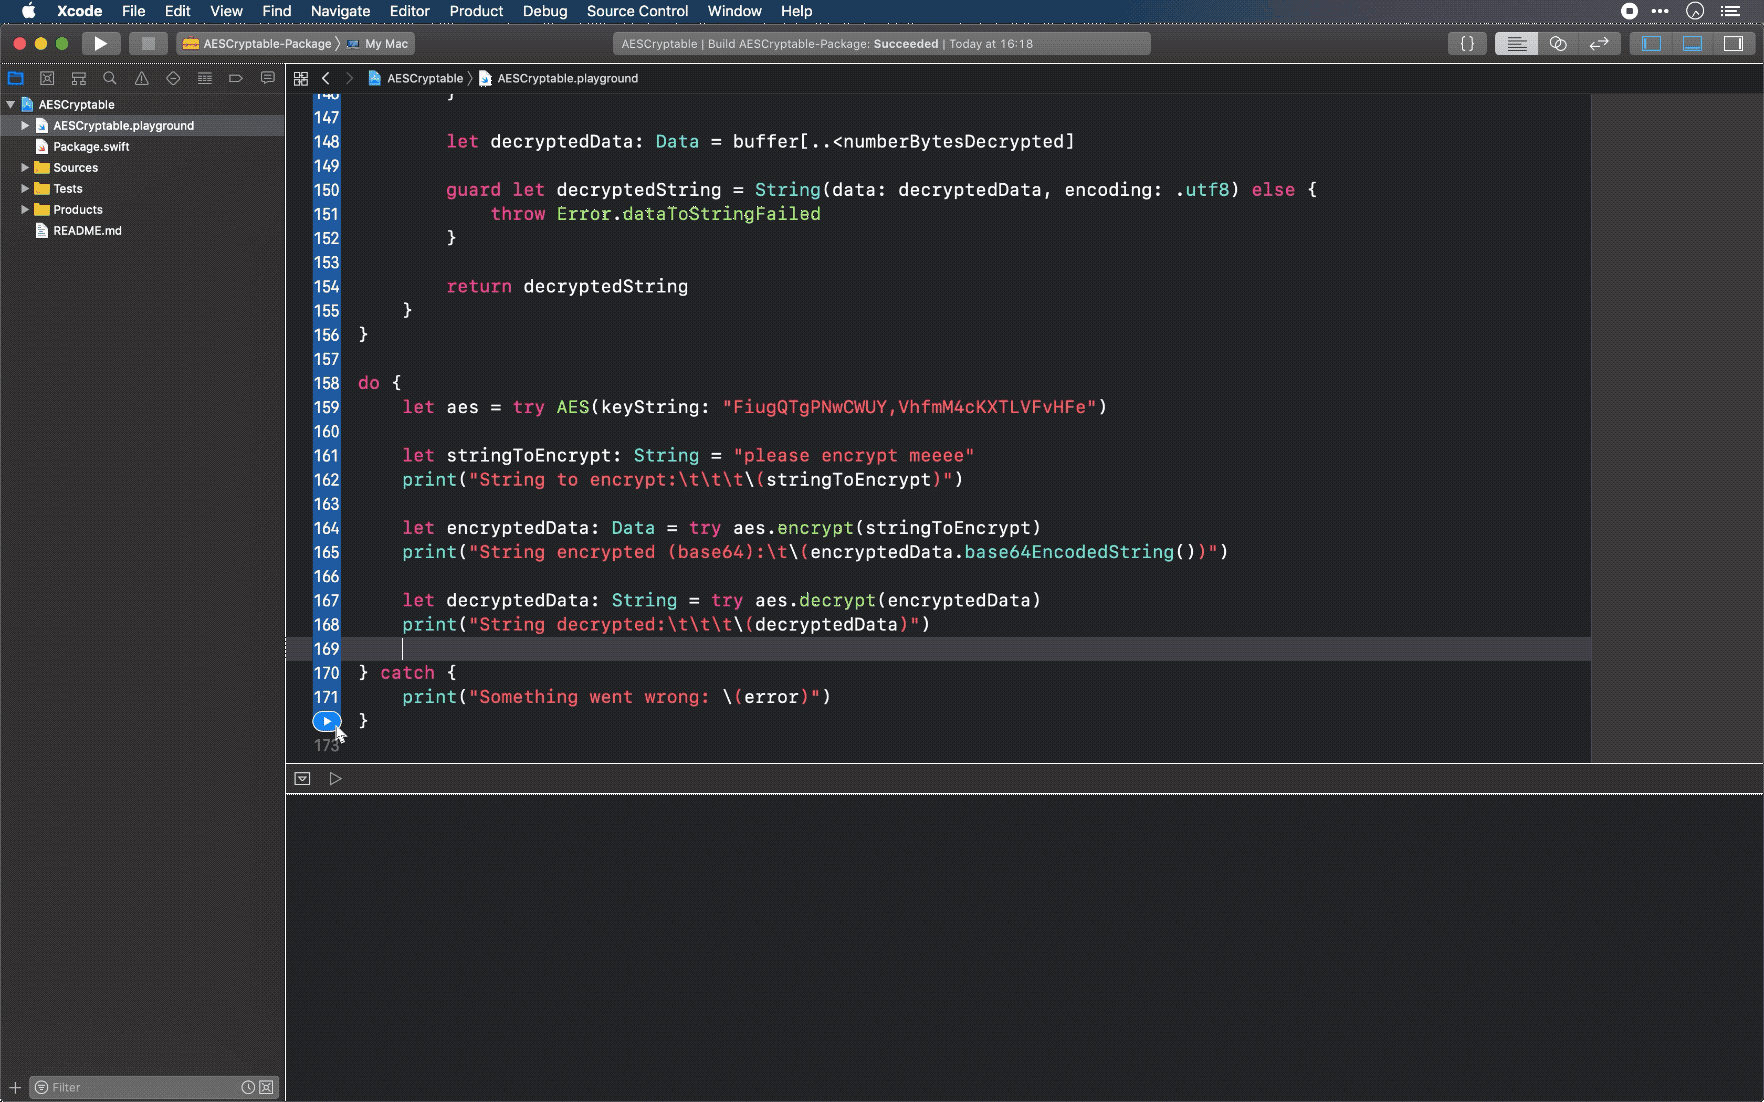 Xcode File Edit View Find Navigate Editor Product Debug Source Control Window Help
AESCryptable-Package 〉 My Mac
AESCryptable | Build AESCryptable-Package: Succeeded | Today at 16:18
{}
AESCryptable 〉 AESCryptable.playground
AESCryptable
AESCryptable.playground
Package.swift
Sources
Tests
Products
README.md
146 }
147
148 let decryptedData: Data = buffer[..<numberBytesDecrypted]
149
150 guard let decryptedString = String(data: decryptedData, encoding: .utf8) else {
151 throw Error.dataToStringFailed
152 }
153
154 return decryptedString
155 }
156 }
157
158 do {
159 let aes = try AES(keyString: "FiugQTgPNwCWUY,VhfmM4cKXTLVFvHFe")
160
161 let stringToEncrypt: String = "please encrypt meeee"
162 print("String to encrypt:\t\t\t\(stringToEncrypt)")
163
164 let encryptedData: Data = try aes.encrypt(stringToEncrypt)
165 print("String encrypted (base64):\t\(encryptedData.base64EncodedString())")
166
167 let decryptedData: String = try aes.decrypt(encryptedData)
168 print("String decrypted:\t\t\t\(decryptedData)")
169
170 } catch {
171 print("Something went wrong: \(error)")
}
173
Filter